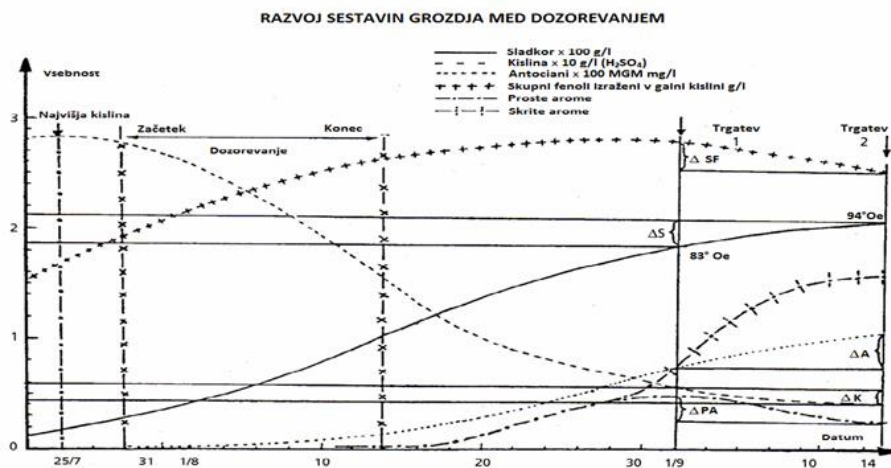 RAZVOJ SESTAVIN GROZDJA MED DOZOREVANJEM
Sladkor x 100 g/l
Kislina x 10 g/l (H₂SO₄)
Antociani x 100 MGM mg/l
Skupni fenoli izraženi v galni kislini g/l
Proste arome
Skrite arome
Vsebnost
Najvišja kislina
Začetek
Konec
Dozorevanje
Trgatev
1
Trgatev
2
3
Δ SF
2
94°Oe
ΔS
83° Oe
1
ΔA
ΔK
Δ PA
Datum
0
25/7 31 1/8 10 20 30 1/9 10 14